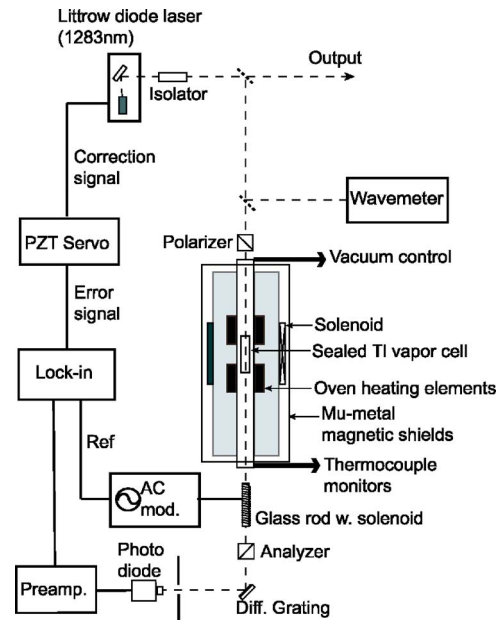 Littrow diode laser
(1283nm)
Output
Isolator
Correction
signal
Wavemeter
Polarizer
PZT Servo
Vacuum control
Error
signal
Solenoid
Sealed Tl vapor cell
Lock-in
Oven heating elements
Mu-metal
magnetic shields
Ref
Thermocouple
monitors
AC
mod.
Glass rod w. solenoid
Photo
diode
Analyzer
Preamp.
Diff. Grating